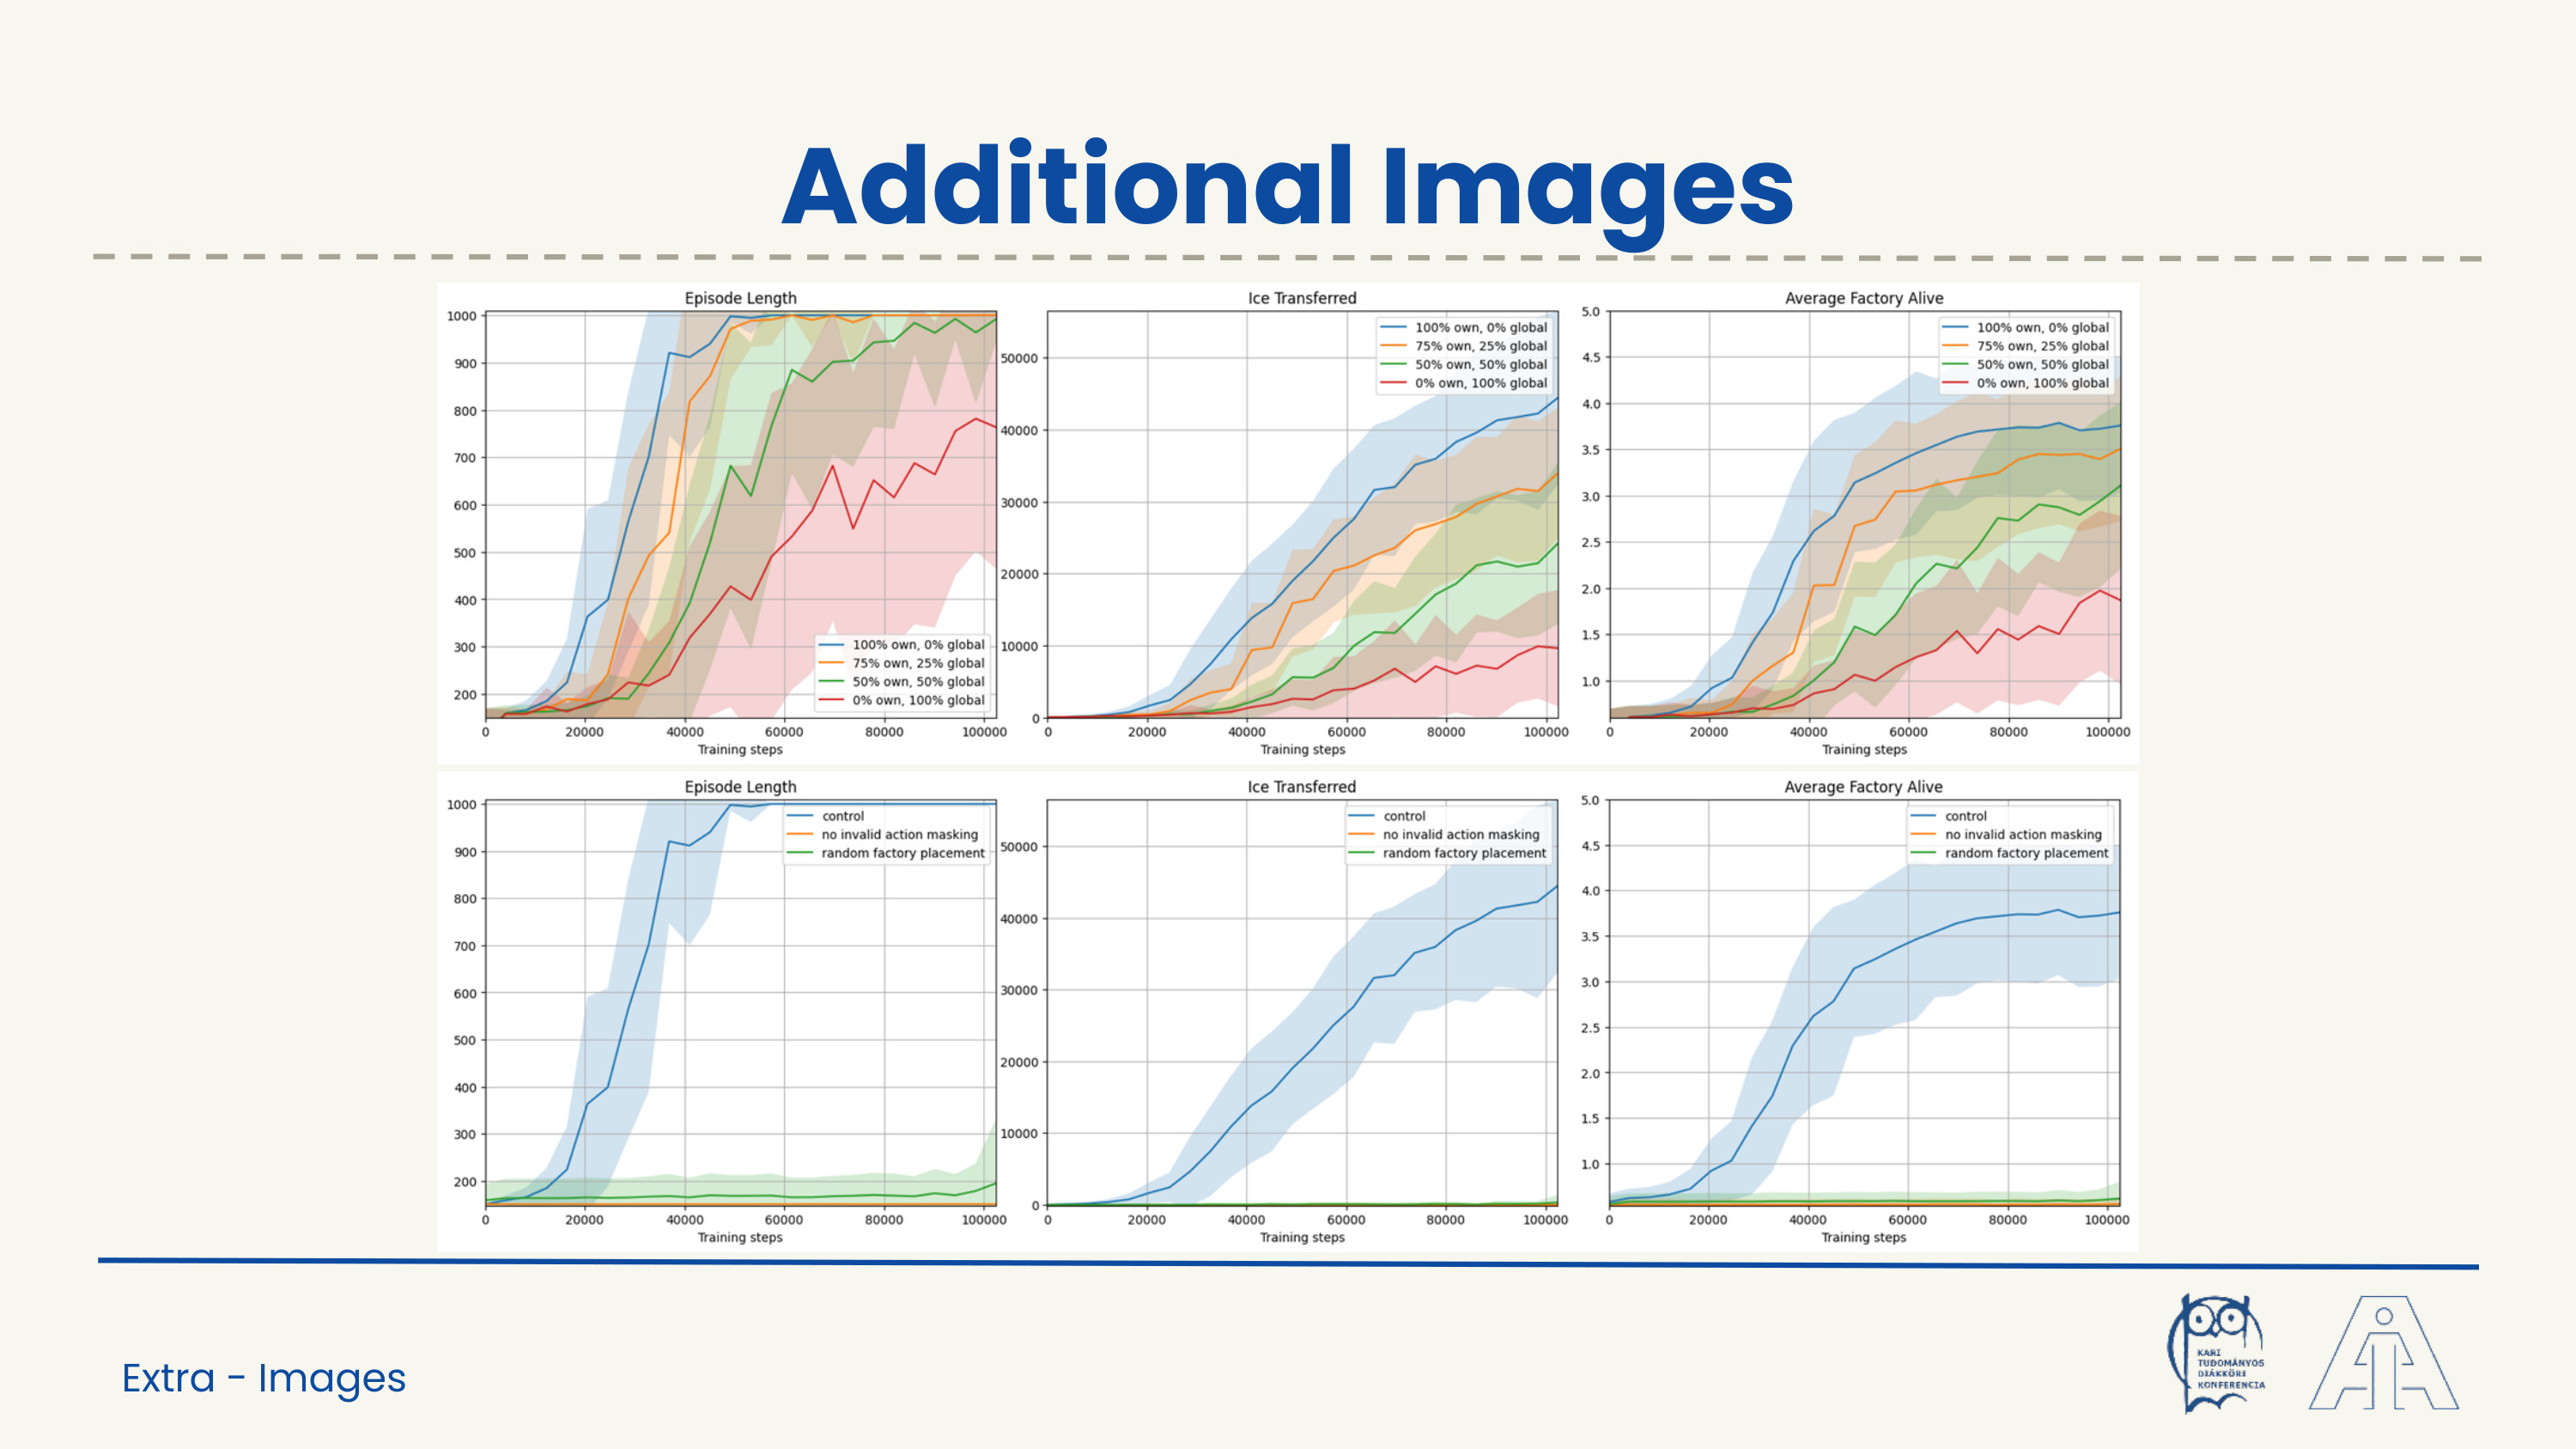 Additional Images
Episode Length
1000
900
800
700
600
500
400
300
200
100% own, 0% global
75% own, 25% global
50% own, 50% global
0% own, 100% global
0 20000 40000 60000 80000 100000
Training steps
Ice Transferred
50000
40000
30000
20000
10000
0
100% own, 0% global
75% own, 25% global
50% own, 50% global
0% own, 100% global
0 20000 40000 60000 80000 100000
Training steps
Average Factory Alive
5.0
4.5
4.0
3.5
3.0
2.5
2.0
1.5
1.0
100% own, 0% global
75% own, 25% global
50% own, 50% global
0% own, 100% global
0 20000 40000 60000 80000 100000
Training steps
Episode Length
1000
900
800
700
600
500
400
300
200
control
no invalid action masking
random factory placement
0 20000 40000 60000 80000 100000
Training steps
Ice Transferred
50000
40000
30000
20000
10000
0
control
no invalid action masking
random factory placement
0 20000 40000 60000 80000 100000
Training steps
Average Factory Alive
5.0
4.5
4.0
3.5
3.0
2.5
2.0
1.5
1.0
control
no invalid action masking
random factory placement
0 20000 40000 60000 80000 100000
Training steps
Extra - Images
KARI
TUDOMÁNYOS
DIÁKKÖRI
KONFERENCIA